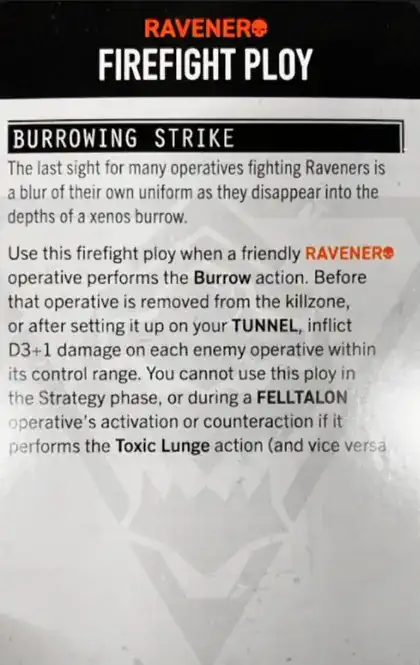 RAVENER
FIREFIGHT PLOY
BURROWING STRIKE
The last sight for many operatives fighting Raveners is
a blur of their own uniform as they disappear into the
depths of a xenos burrow.
Use this firefight ploy when a friendly RAVENER
operative performs the Burrow action. Before
that operative is removed from the killzone,
or after setting it up on your TUNNEL, inflict
D3+1 damage on each enemy operative within
its control range. You cannot use this ploy in
the Strategy phase, or during a FELLTALON
operative's activation or counteraction if it
performs the Toxic Lunge action (and vice versa